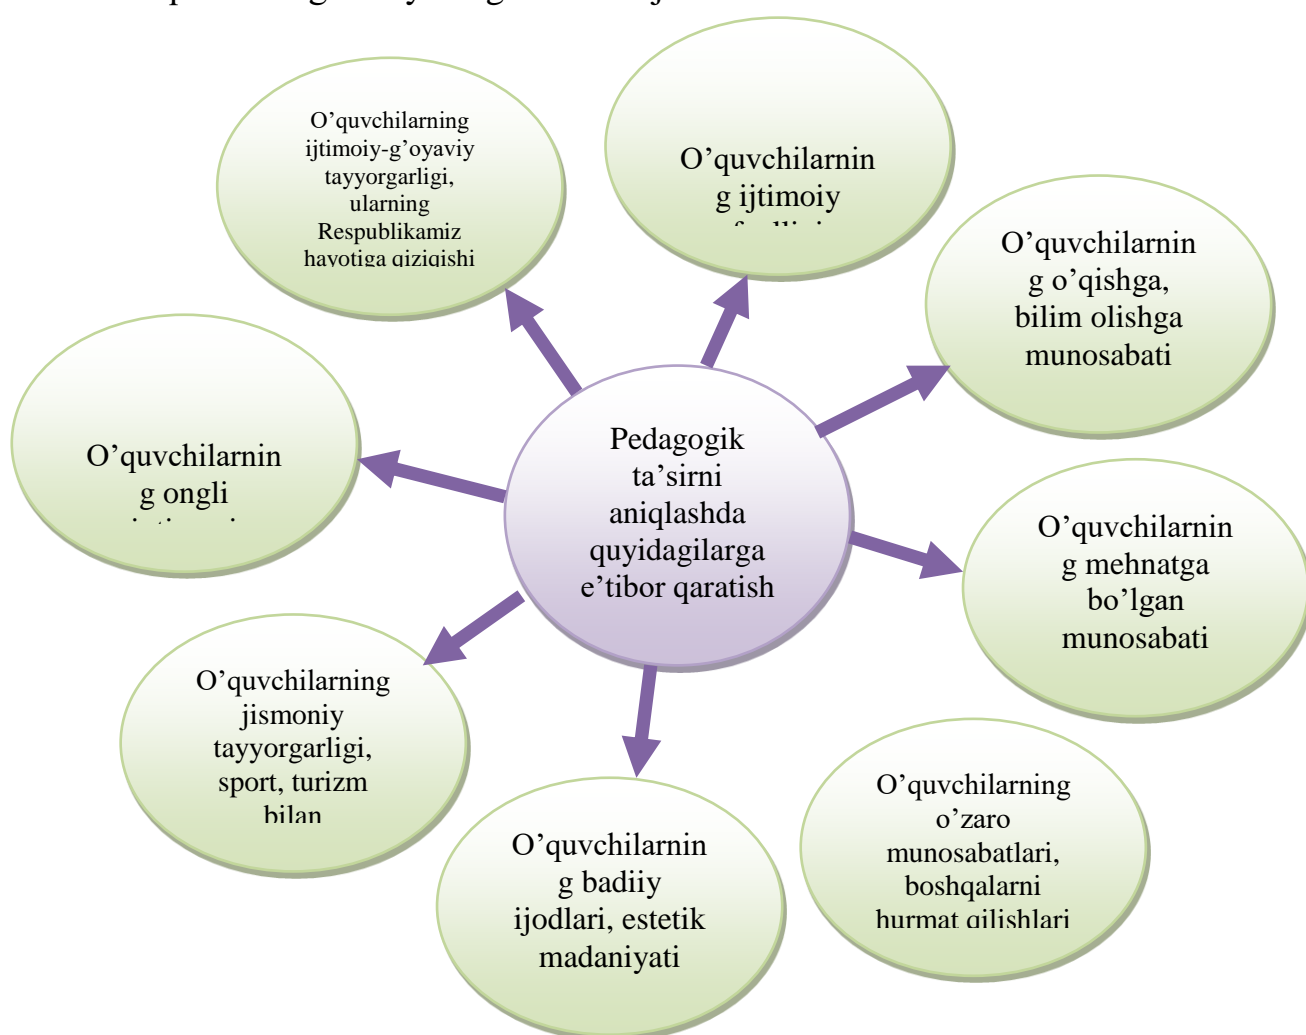 O’quvchilarning
ijtimoiy-g’oyaviy
tayyorgarligi,
ularning
Respublikamiz
hayotiga qiziqishi
O’quvchilarnin
g ijtimoiy
O’quvchilarnin
g o’qishga,
bilim olishga
munosabati
Pedagogik
ta’sirni
aniqlashda
quyidagilarga
e’tibor qaratish
O’quvchilarnin
g ongli
O’quvchilarnin
g mehnatga
bo’lgan
munosabati
O’quvchilarning
jismoniy
tayyorgarligi,
sport, turizm
bilan
O’quvchilarning
o’zaro
munosabatlari,
boshqalarni
hurmat qilishlari
O’quvchilarnin
g badiiy
ijodlari, estetik
madaniyati